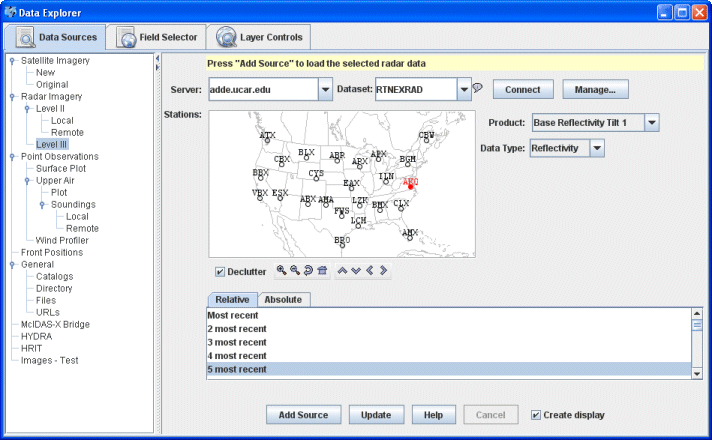 Data Explorer
Data Sources
Field Selector
Layer Controls
Satellite Imagery
New
Original
Radar Imagery
Level II
Local
Remote
Level III
Point Observations
Surface Plot
Upper Air
Plot
Soundings
Local
Remote
Wind Profiler
Front Positions
General
Catalogs
Directory
Files
URLs
McIDAS-X Bridge
HYDRA
HRIT
Images - Test
Press "Add Source" to load the selected radar data
Server: adde.ucar.edu Dataset: RTNEXRAD Connect Manage...
Stations:
ATX
CBW
CBX BLX ABR APX BGM
BBX CYS ILN
EAX
VBX ESX ABX AMA LZK BMX CLX
FWS
LCH
BRO AMX
Product: Base Reflectivity Tilt 1
Data Type: Reflectivity
Declutter
Relative Absolute
Most recent
2 most recent
3 most recent
4 most recent
5 most recent
Add Source Update Help Cancel Create display